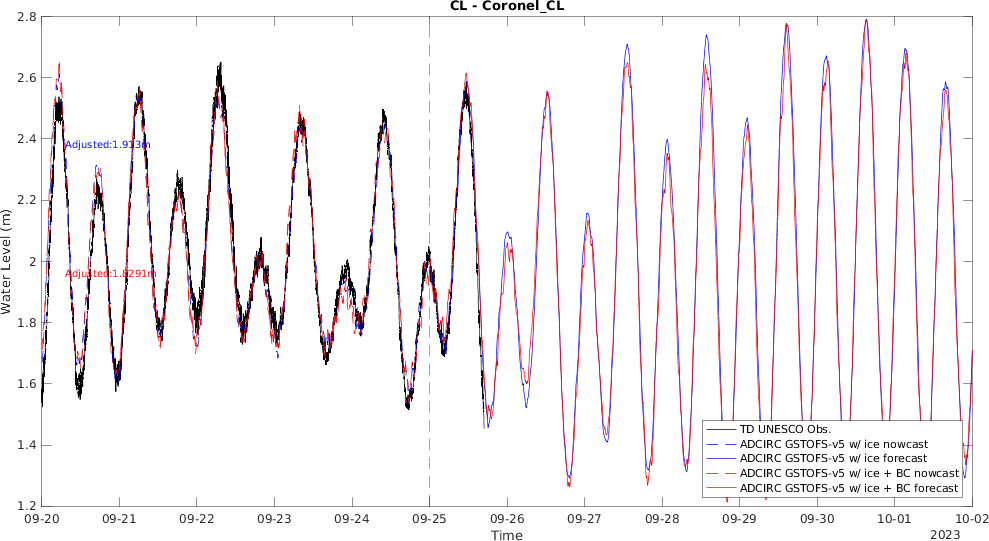 CL - Coronel_CL
2.8
2.6
2.4
2.2
2
1.8
1.6
1.4
1.2
Water Level (m)
Adjusted:1.913m
Adjusted:1.8291m
TD UNESCO Obs.
ADCIRC GSTOFS-v5 w/ ice nowcast
ADCIRC GSTOFS-v5 w/ ice forecast
ADCIRC GSTOFS-v5 w/ ice + BC nowcast
ADCIRC GSTOFS-v5 w/ ice + BC forecast
09-20 09-21 09-22 09-23 09-24 09-25 09-26 09-27 09-28 09-29 09-30 10-01 10-02
Time
2023